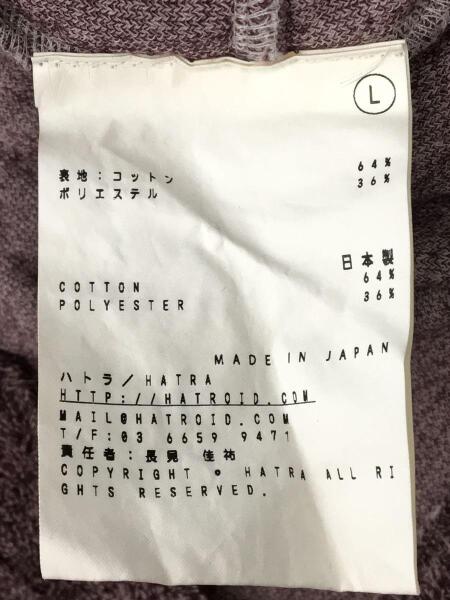 L
表地:コットン 64%
ポリエステル 36%
日本製
COTTON 64%
POLYESTER 36%
MADE IN JAPAN
ハトラ/HATRA
HTTP://HATROID.COM
MAIL@HATROID.COM
T/F:03 6659 9471
責任者:長見 佳祐
COPYRIGHT © HATRA ALL RI
GHTS RESERVED.